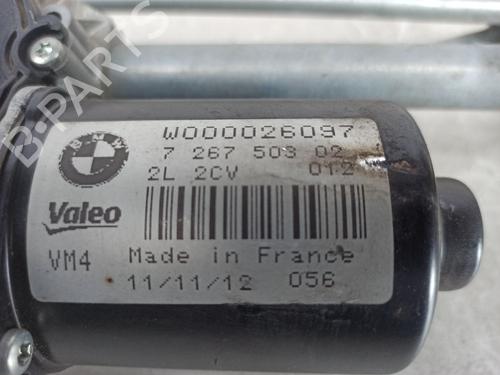 W000026097
7 267 503 02
2L 2CV 012
BMW
Valeo
VM4 Made in France
11/11/12 056
B-PARTS